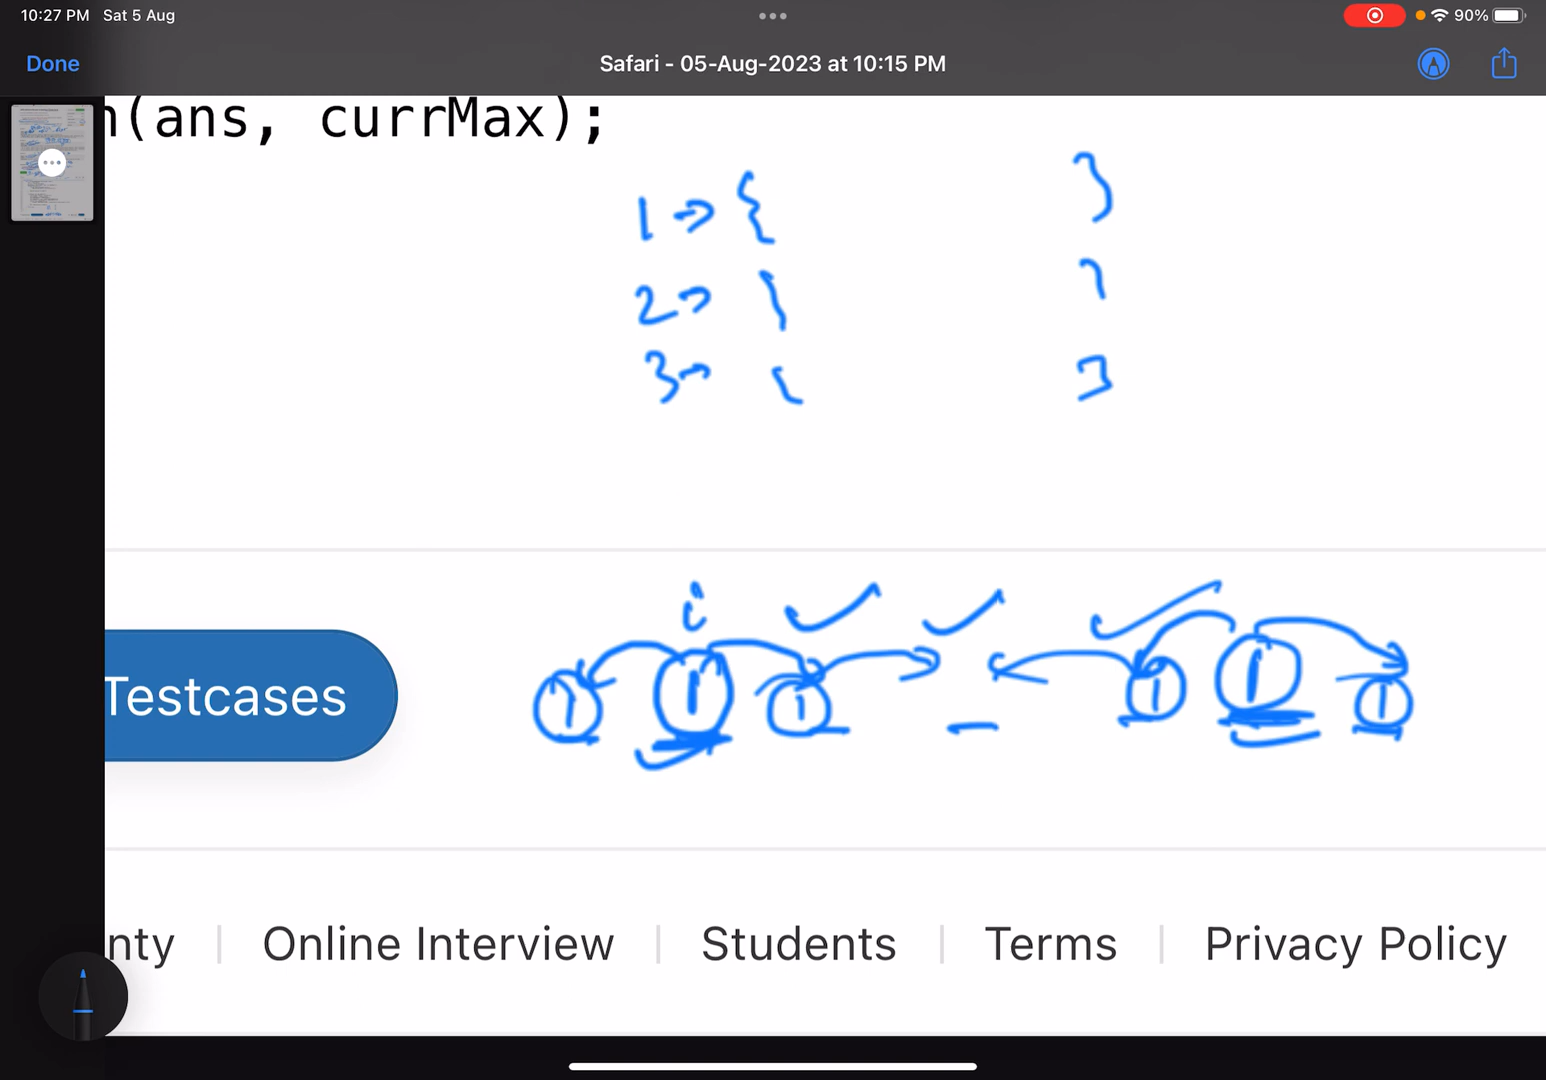 10:27 PM Sat 5 Aug
90%
Done
Safari - 05-Aug-2023 at 10:15 PM
n(ans, currMax);
1 → { }
2 → { }
3 → { }
i
1 1 1 _ 1 1 1
Testcases
nty | Online Interview | Students | Terms | Privacy Policy